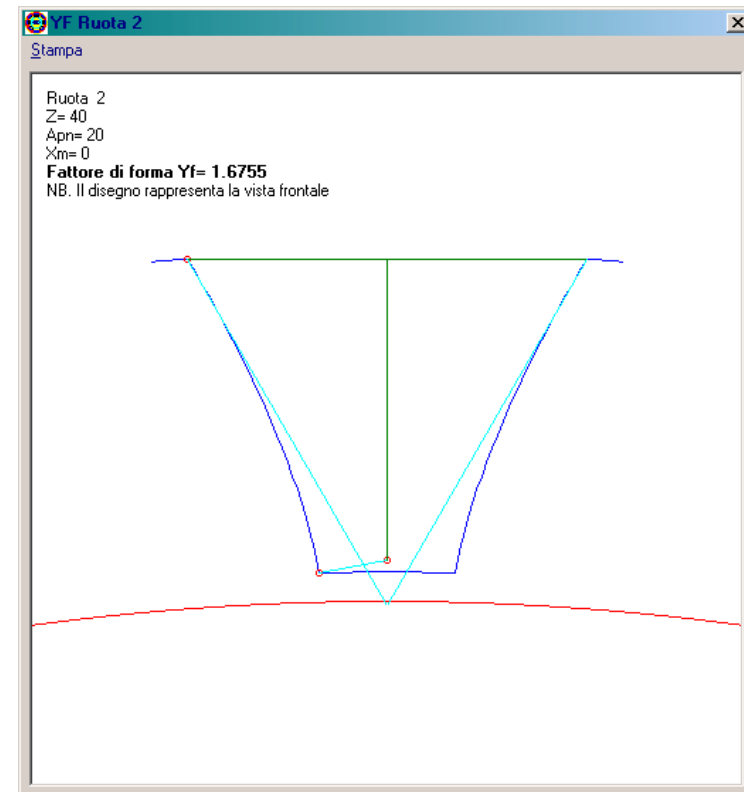 YF Ruota 2
Stampa
Ruota 2
Z= 40
Apn= 20
Xm= 0
Fattore di forma Yf= 1.6755
NB. Il disegno rappresenta la vista frontale